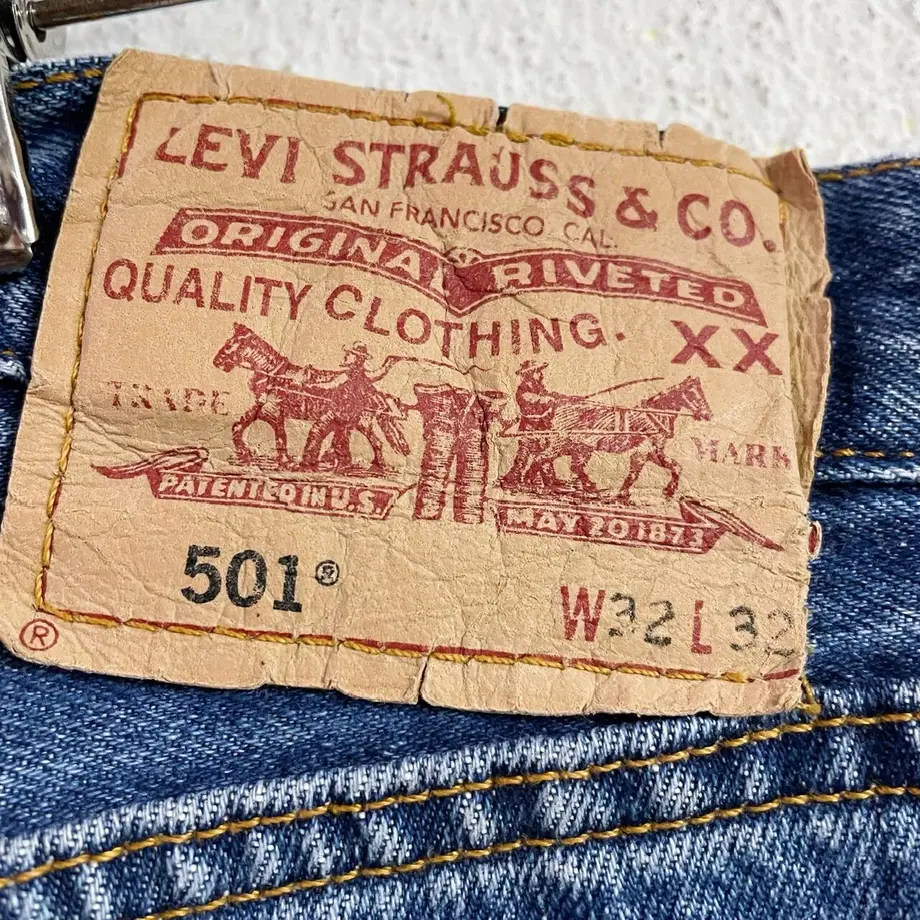 LEVI STRAUSS & CO.
SAN FRANCISCO, CAL.
ORIGINAL RIVETED
QUALITY CLOTHING.
XX
TRADE MARK
PATENTED IN U.S. MAY 20 1873
501®
W32 L 32
®